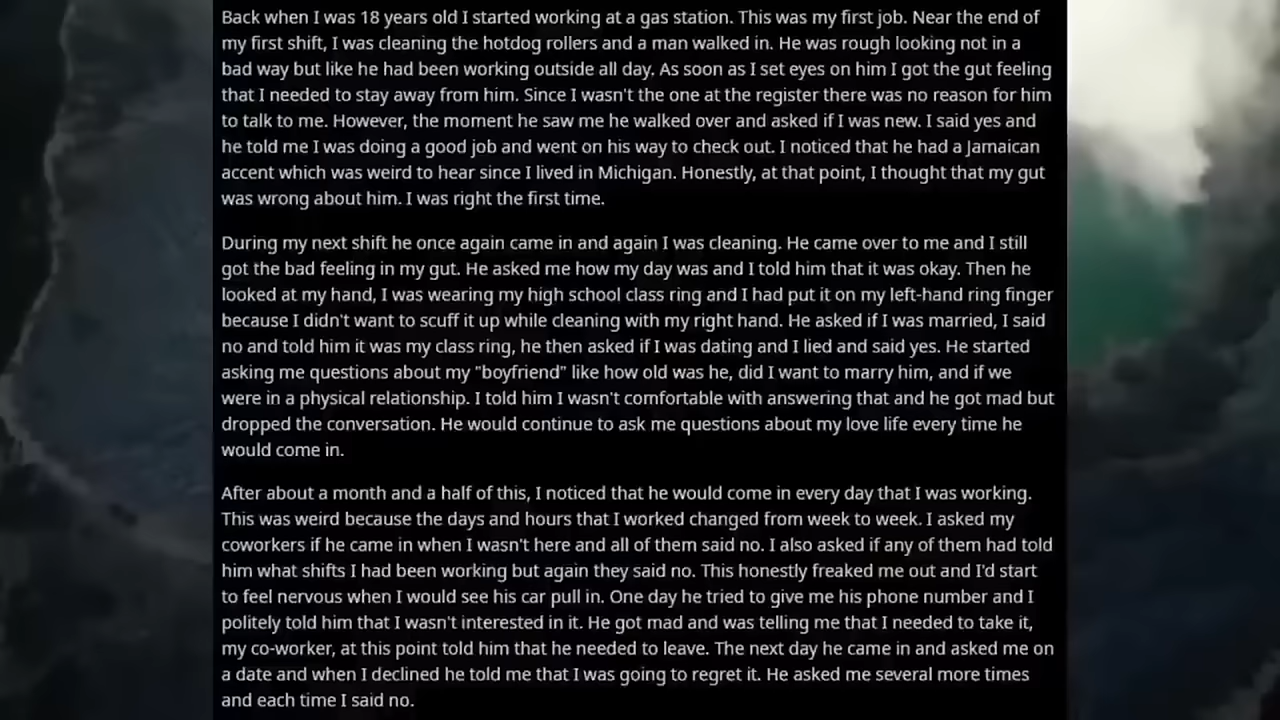 Back when I was 18 years old I started working at a gas station. This was my first job. Near the end of
my first shift, I was cleaning the hotdog rollers and a man walked in. He was rough looking not in a
bad way but like he had been working outside all day. As soon as I set eyes on him I got the gut feeling
that I needed to stay away from him. Since I wasn't the one at the register there was no reason for him
to talk to me. However, the moment he saw me he walked over and asked if I was new. I said yes and
he told me I was doing a good job and went on his way to check out. I noticed that he had a Jamaican
accent which was weird to hear since I lived in Michigan. Honestly, at that point, I thought that my gut
was wrong about him. I was right the first time.
During my next shift he once again came in and again I was cleaning. He came over to me and I still
got the bad feeling in my gut. He asked me how my day was and I told him that it was okay. Then he
looked at my hand, I was wearing my high school class ring and I had put it on my left-hand ring finger
because I didn't want to scuff it up while cleaning with my right hand. He asked if I was married, I said
no and told him it was my class ring, he then asked if I was dating and I lied and said yes. He started
asking me questions about my "boyfriend" like how old was he, did I want to marry him, and if we
were in a physical relationship. I told him I wasn't comfortable with answering that and he got mad but
dropped the conversation. He would continue to ask me questions about my love life every time he
would come in.
After about a month and a half of this, I noticed that he would come in every day that I was working.
This was weird because the days and hours that I worked changed from week to week. I asked my
coworkers if he came in when I wasn't here and all of them said no. I also asked if any of them had told
him what shifts I had been working but again they said no. This honestly freaked me out and I'd start
to feel nervous when I would see his car pull in. One day he tried to give me his phone number and I
politely told him that I wasn't interested in it. He got mad and was telling me that I needed to take it,
my co-worker, at this point told him that he needed to leave. The next day he came in and asked me on
a date and when I declined he told me that I was going to regret it. He asked me several more times
and each time I said no.